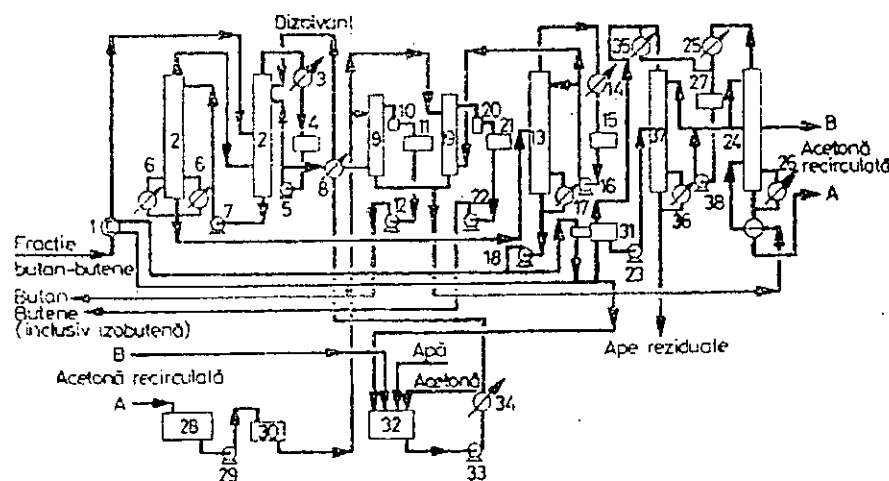 Dizolvant
35
25
3
14
27
10
20
4
11
21
15
2
2
9
19
13
37
24
B
6
6
8
Acetonă
recirculată
26
A
7
5
12
22
17
16
36
38
1
31
18
23
Fracție
butan-butene
Butan
Butene
(inclusiv izobutenă)
Ape reziduale
B
Apă
Acetonă recirculată
Acetonă
A
34
28
30
32
29
33